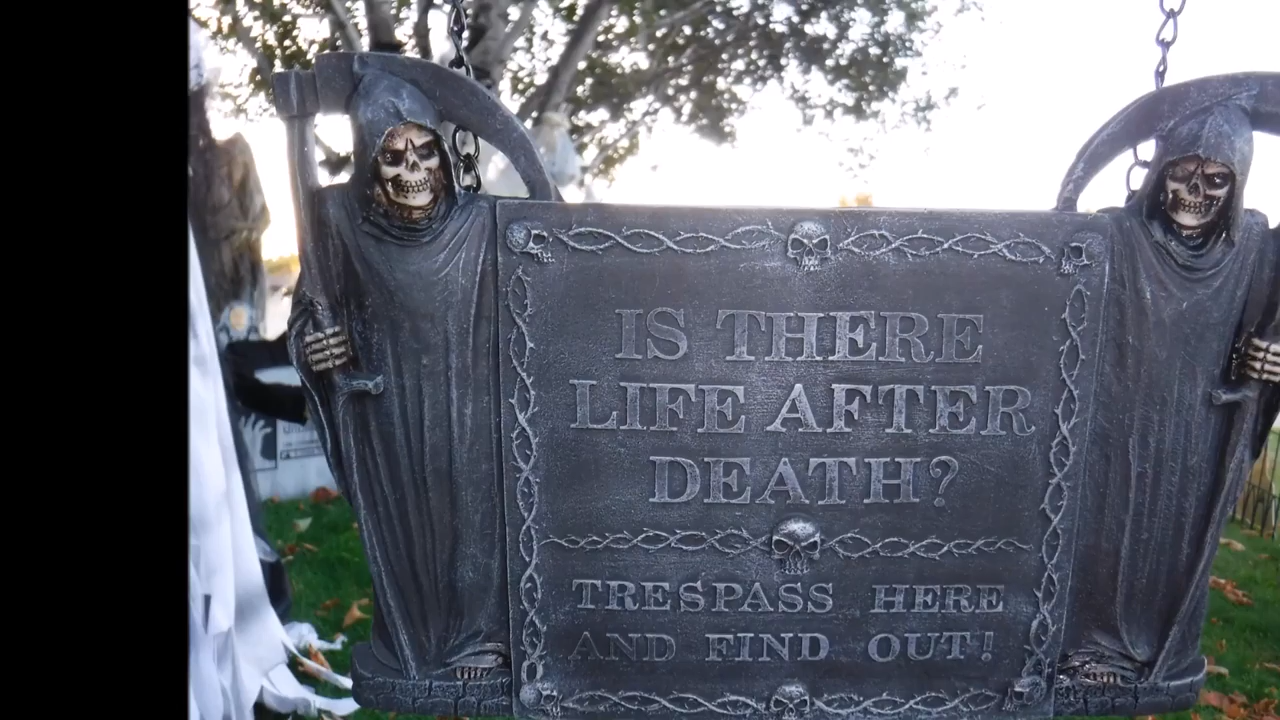 IS THERE
LIFE AFTER
DEATH?
TRESPASS HERE
AND FIND OUT!